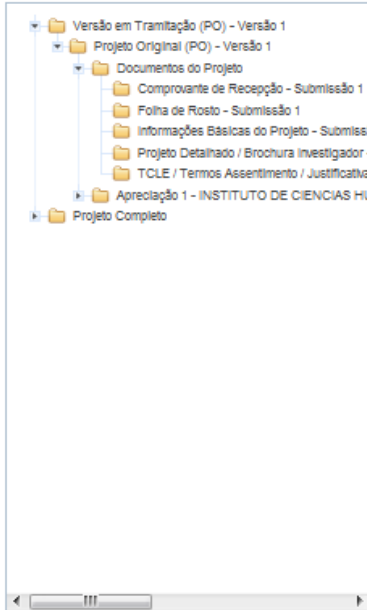 Versão em Tramitação (PO) - Versão 1
Projeto Original (PO) - Versão 1
Documentos do Projeto
Comprovante de Recepção - Submissão 1
Folha de Rosto - Submissão 1
Informações Básicas do Projeto - Submiss
Projeto Detalhado / Brochura Investigador
TCLE / Termos Assentimento / Justificativa
Apreciação 1 - INSTITUTO DE CIENCIAS HU
Projeto Completo